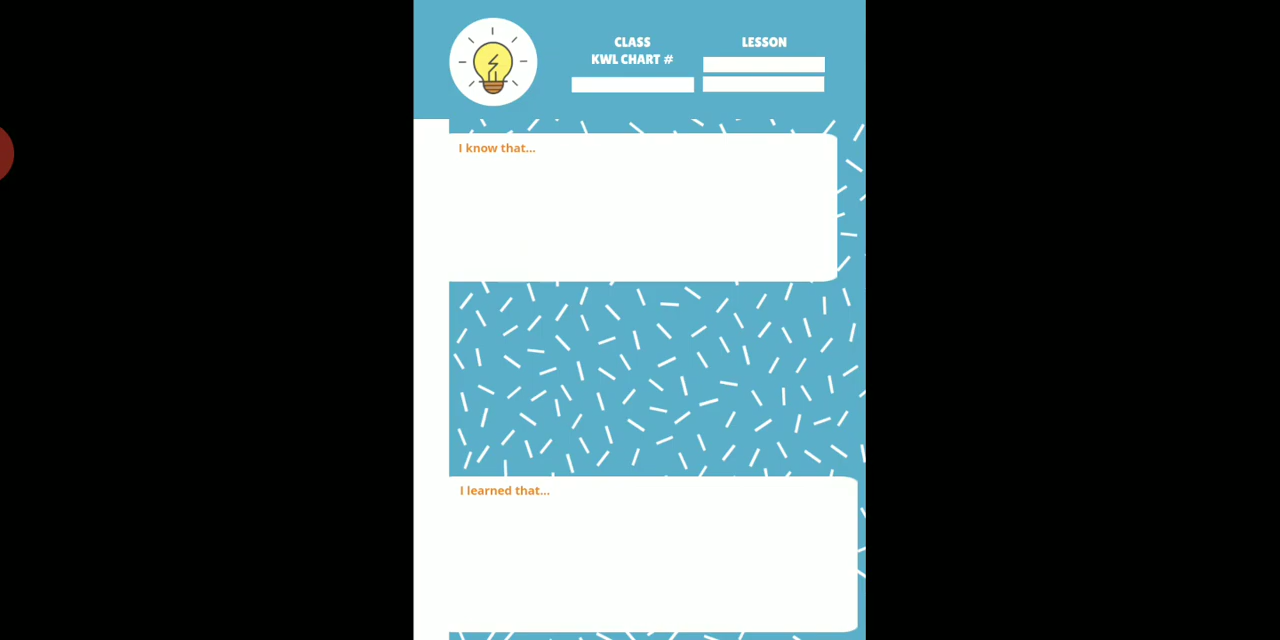 CLASS
KWL CHART #
LESSON
I know that...
I learned that...